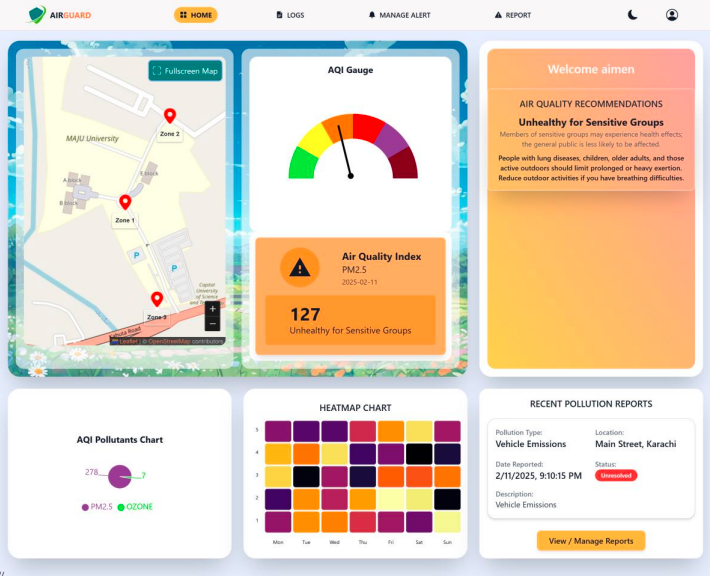 AIRGUARD
HOME
LOGS
MANAGE ALERT
REPORT
Fullscreen Map
MAJU University
Zone 2
A block
E block
B block
Zone 1
P
P
Capital
University
of Science
and
Zone 3
Road
+
−
Leaflet | © OpenStreetMap contributors
AQI Gauge
Air Quality Index
PM2.5
2025-02-11
127
Unhealthy for Sensitive Groups
Welcome aimen
AIR QUALITY RECOMMENDATIONS
Unhealthy for Sensitive Groups
Members of sensitive groups may experience health effects;
the general public is less likely to be affected.
People with lung diseases, children, older adults, and those
active outdoors should limit prolonged or heavy exertion.
Reduce outdoor activities if you have breathing difficulties.
AQI Pollutants Chart
278
7
PM2.5 OZONE
HEATMAP CHART
5
4
3
2
1
Mon Tue Wed Thu Fri Sat Sun
RECENT POLLUTION REPORTS
Pollution Type: Location:
Vehicle Emissions Main Street, Karachi
Date Reported: Status:
2/11/2025, 9:10:15 PM Unresolved
Description:
Vehicle Emissions
View / Manage Reports